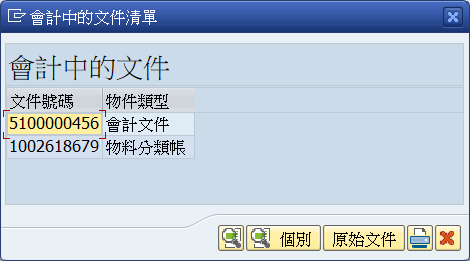 會計中的文件清單
會計中的文件
文件號碼 物件類型
5100000456 會計文件
1002618679 物料分類帳
個別 原始文件